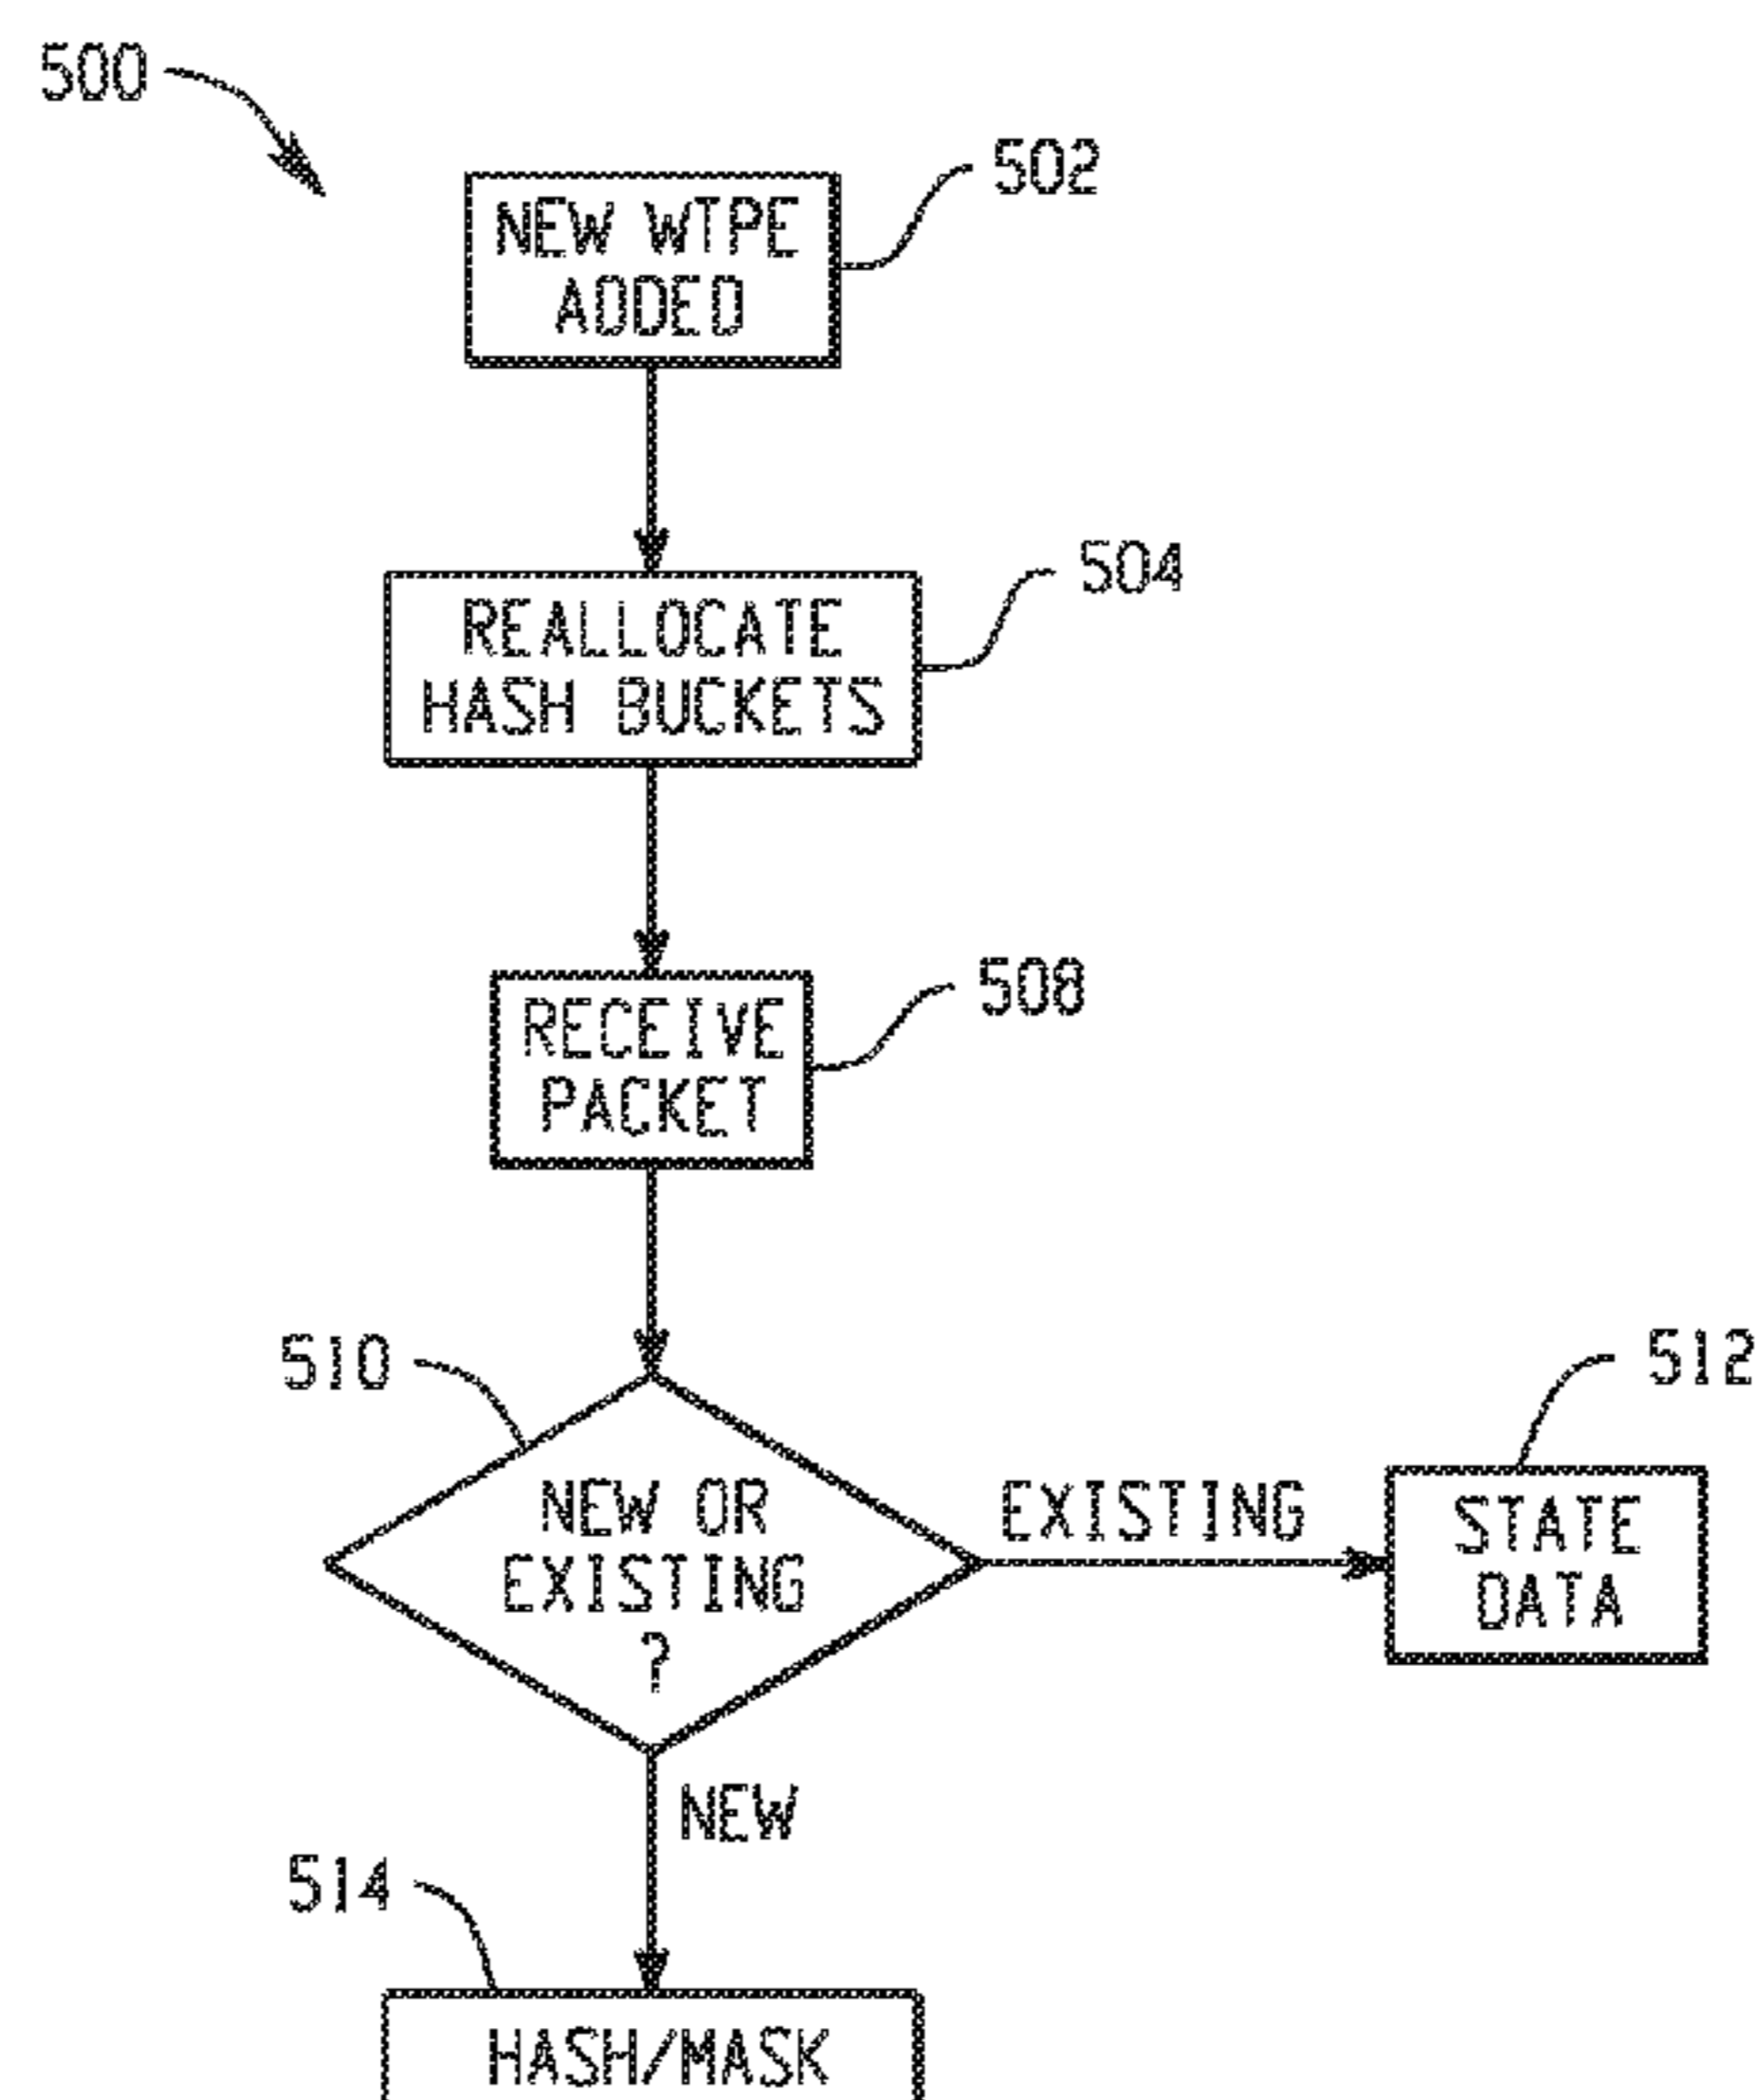 500
502
NEW WTPE
ADDED
504
REALLOCATE
HASH BUCKETS
508
RECEIVE
PACKET
510
NEW OR
EXISTING
?
EXISTING
512
STATE
DATA
NEW
514
HASH/MASK